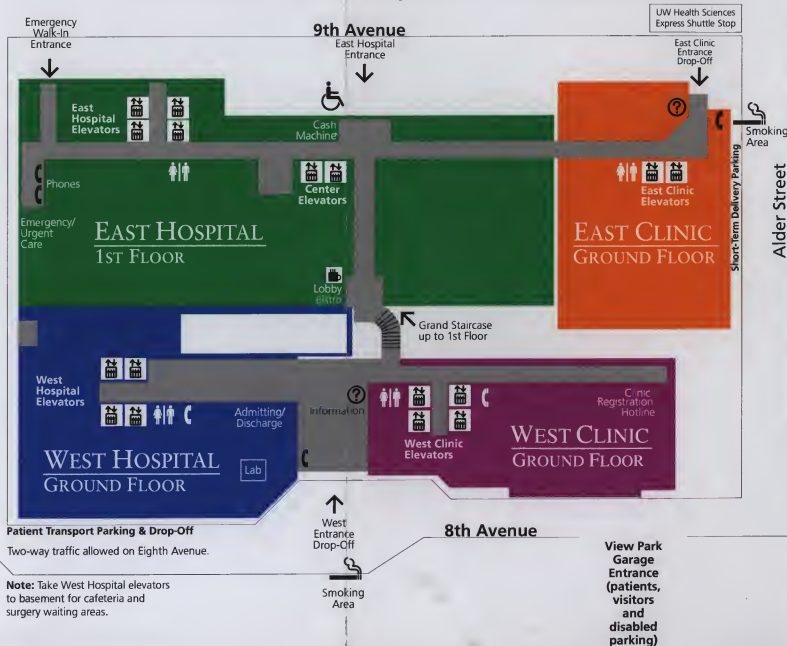 UW Health Sciences
Express Shuttle Stop
Emergency
Walk-In
Entrance
9th Avenue
East Hospital
Entrance
East Clinic
Entrance
Drop-Off
East
Hospital
Elevators
Cash
Machine
?
Smoking
Area
Phones
Center
Elevators
East Clinic
Elevators
Short-Term Delivery Parking
Alder Street
Emergency/
Urgent
Care
EAST HOSPITAL
1ST FLOOR
EAST CLINIC
GROUND FLOOR
Lobby
Bistro
Grand Staircase
up to 1st Floor
West
Hospital
Elevators
Admitting/
Discharge
?
Information
West Clinic
Elevators
Clinic
Registration
Hotline
WEST HOSPITAL
GROUND FLOOR
Lab
WEST CLINIC
GROUND FLOOR
Patient Transport Parking & Drop-Off
Two-way traffic allowed on Eighth Avenue.
West
Entrance
Drop-Off
8th Avenue
Note: Take West Hospital elevators
to basement for cafeteria and
surgery waiting areas.
Smoking
Area
View Park
Garage
Entrance
(patients,
visitors
and
disabled
parking)